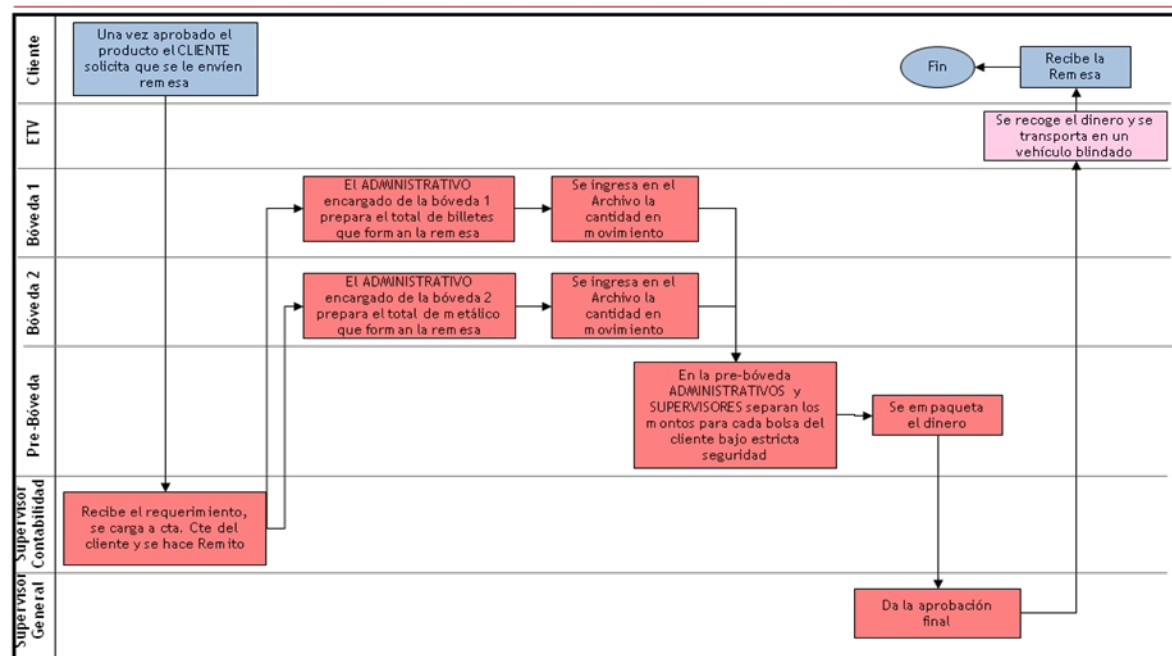 Cliente
Una vez aprobado el
producto el CLIENTE
solicita que se le envíen
remesa
Fin
Recibe la
Remesa
ETV
Se recoge el dinero y se
transporta en un
vehículo blindado
Bóveda 1
El ADMINISTRATIVO
encargado de la bóveda 1
prepara el total de billetes
que forman la remesa
Se ingresa en el
Archivo la
cantidad en
movimiento
Bóveda 2
El ADMINISTRATIVO
encargado de la bóveda 2
prepara el total de metálico
que forman la remesa
Se ingresa en el
Archivo la
cantidad en
movimiento
Pre-Bóveda
En la pre-bóveda
ADMINISTRATIVOS y
SUPERVISORES separan los
montos para cada bolsa del
cliente bajo estricta
seguridad
Se empaqueta
el dinero
Supervisor
Contabilidad
Recibe el requerimiento,
se carga a cta. Cte del
cliente y se hace Remito
Supervisor
General
Da la aprobación
final